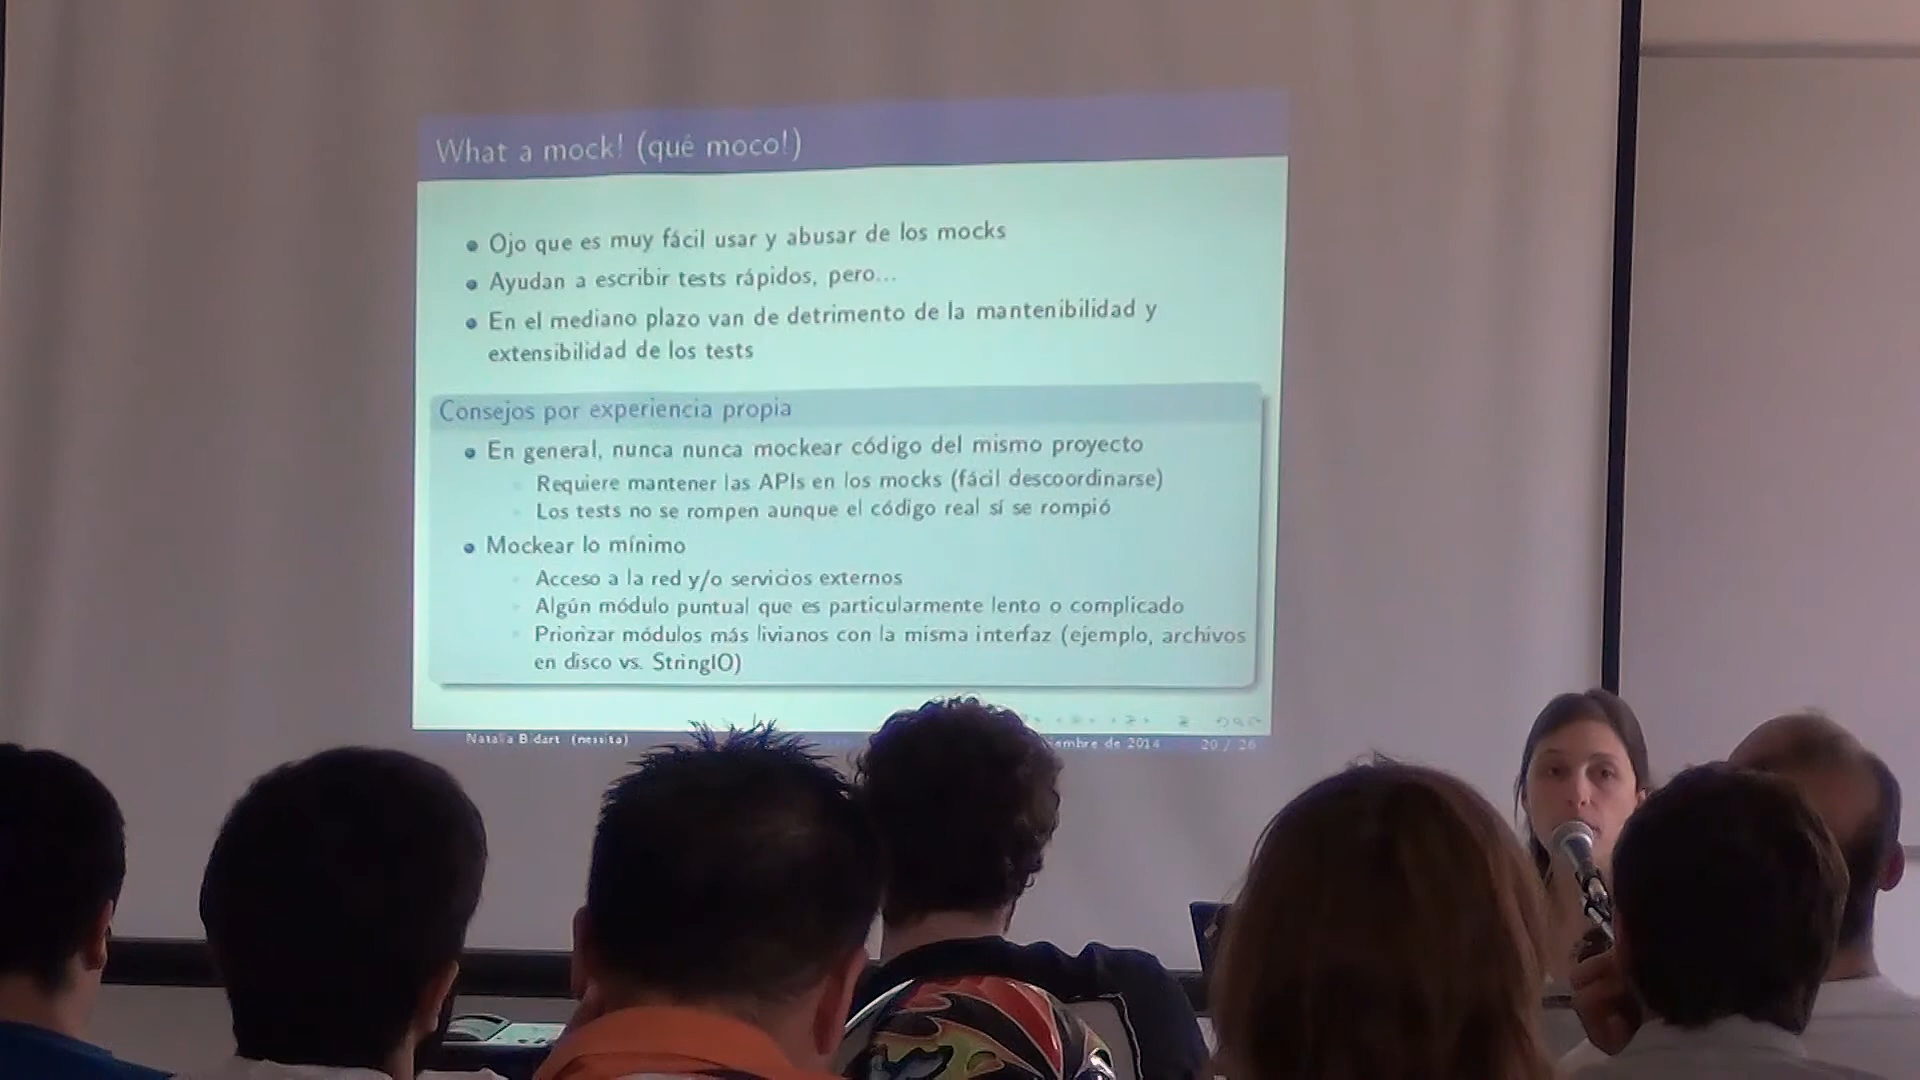 What a mock! (qué moco!)
Ojo que es muy fácil usar y abusar de los mocks
Ayudan a escribir tests rápidos, pero...
En el mediano plazo van de detrimento de la mantenibilidad y
extensibilidad de los tests
Consejos por experiencia propia
En general, nunca nunca mockear código del mismo proyecto
Requiere mantener las APIs en los mocks (fácil descoordinarse)
Los tests no se rompen aunque el código real sí se rompió
Mockear lo mínimo
Acceso a la red y/o servicios externos
Algún módulo puntual que es particularmente lento o complicado
Priorizar módulos más livianos con la misma interfaz (ejemplo, archivos
en disco vs. StringIO)
Natalia Bidart (nessita)
de 2014 20 / 26